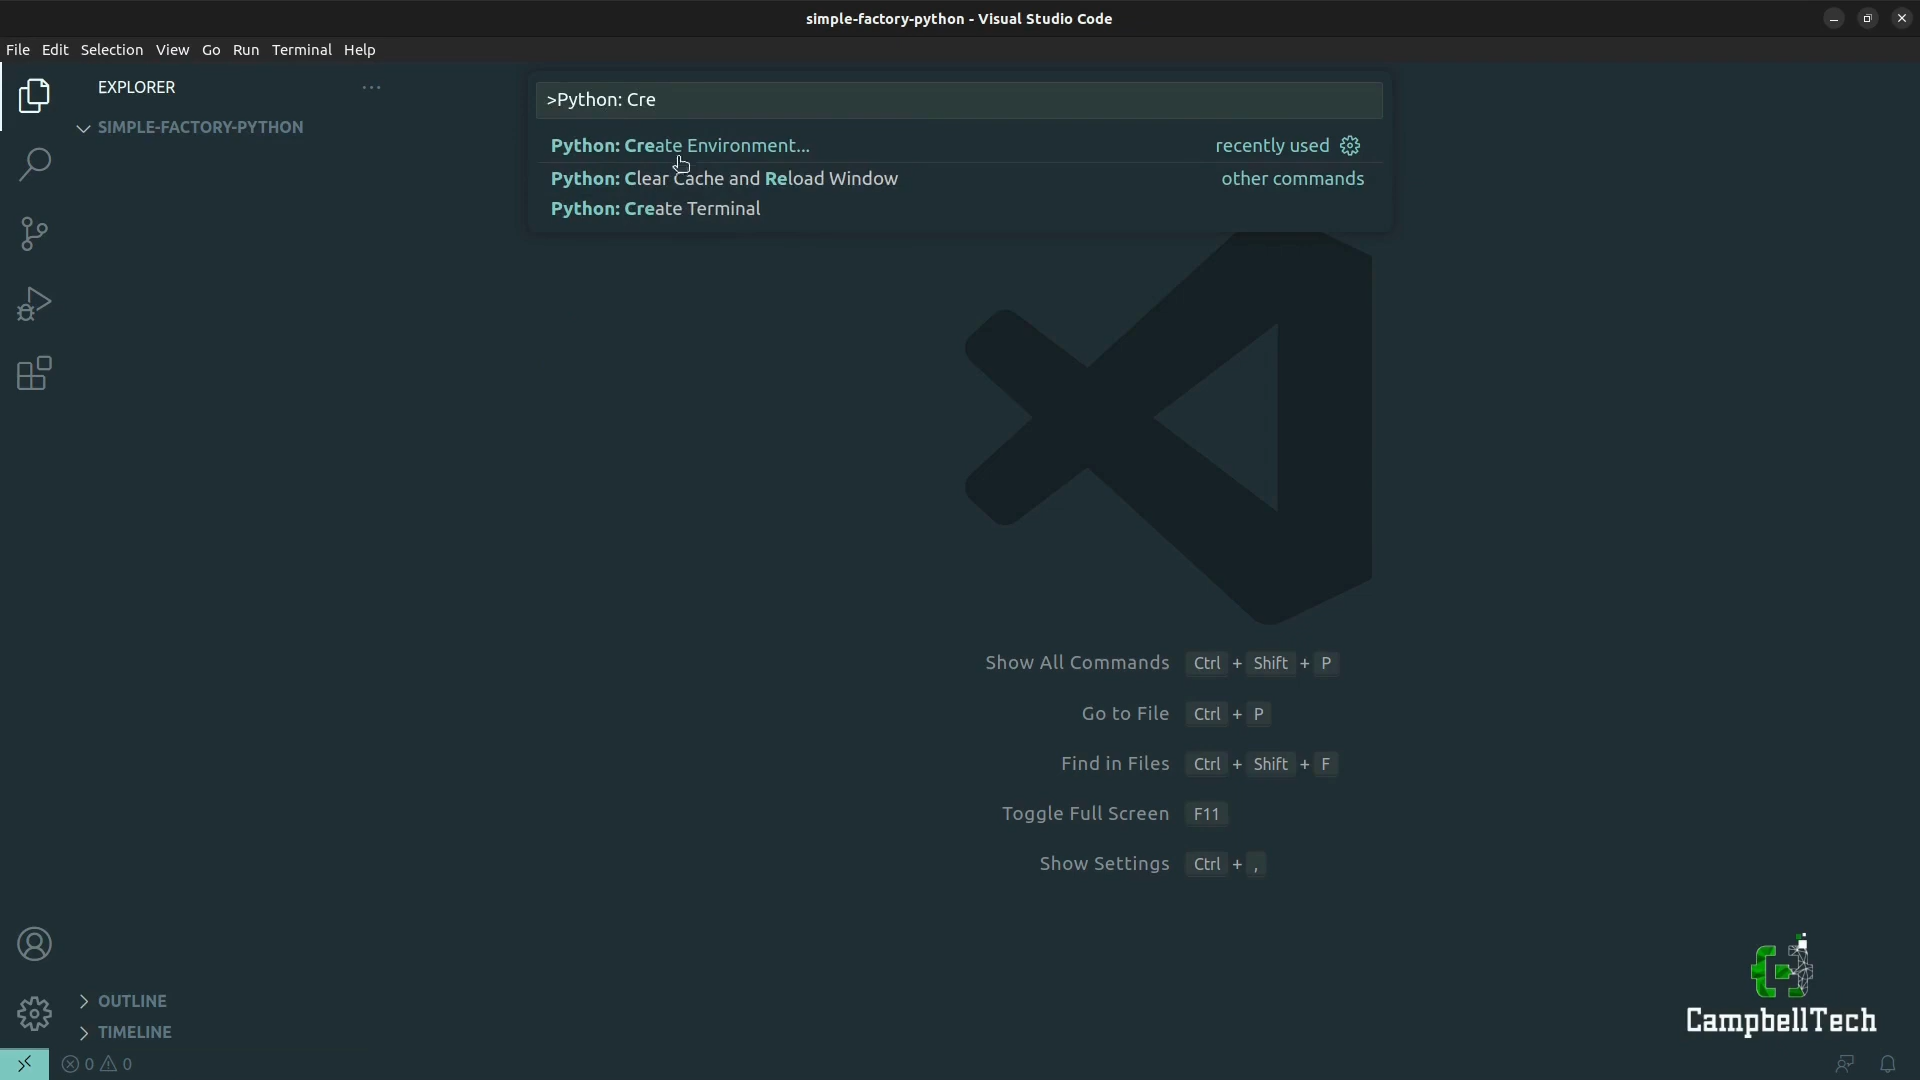 simple-factory-python - Visual Studio Code
File Edit Selection View Go Run Terminal Help
EXPLORER
SIMPLE-FACTORY-PYTHON
>Python: Cre
Python: Create Environment... recently used
Python: Clear Cache and Reload Window other commands
Python: Create Terminal
Show All Commands Ctrl + Shift + P
Go to File Ctrl + P
Find in Files Ctrl + Shift + F
Toggle Full Screen F11
Show Settings Ctrl + ,
OUTLINE
TIMELINE
CampbellTech
0 0